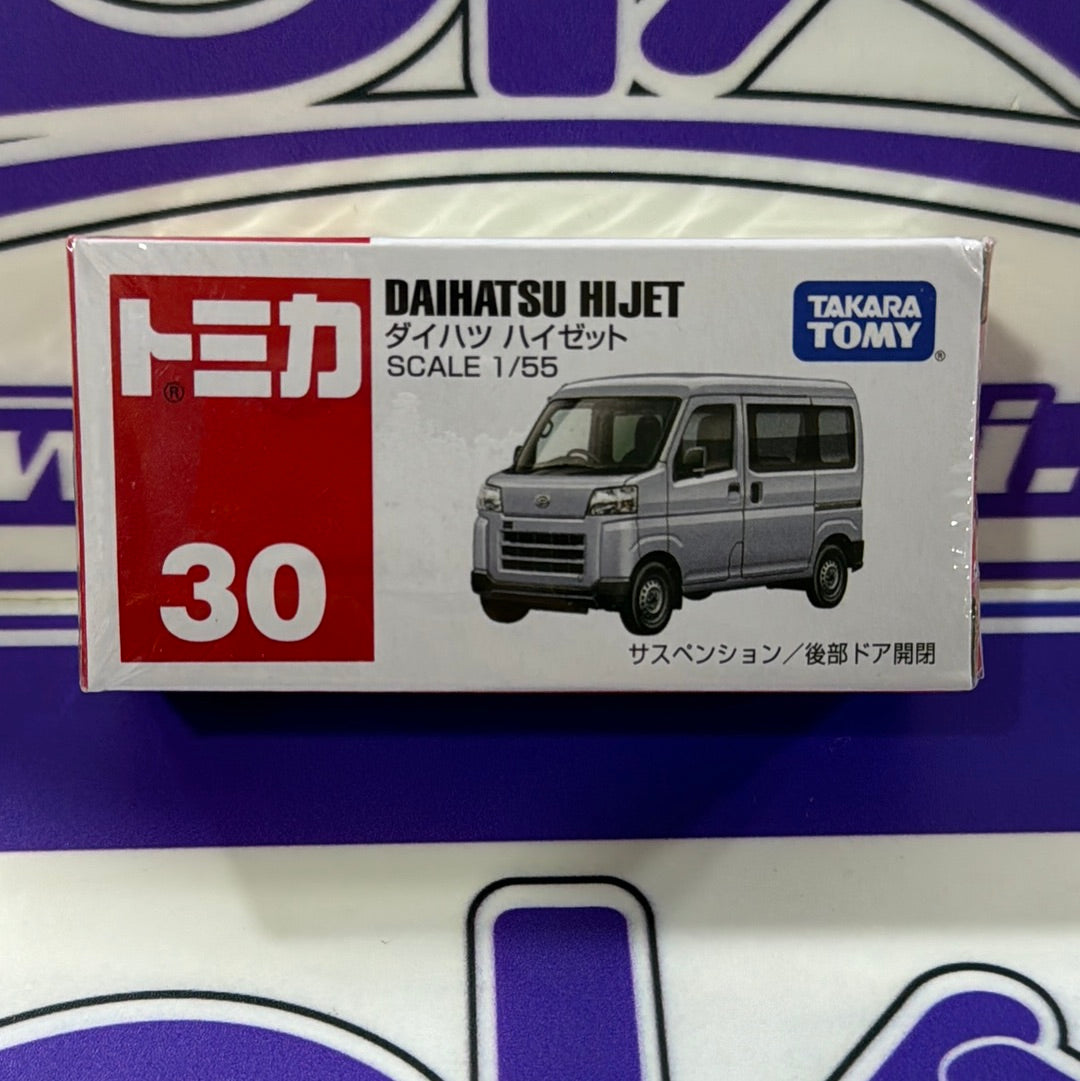 トミカ
®
30
DAIHATSU HIJET
ダイハツ ハイゼット
SCALE 1/55
TAKARA
TOMY
®
サスペンション／後部ドア開閉